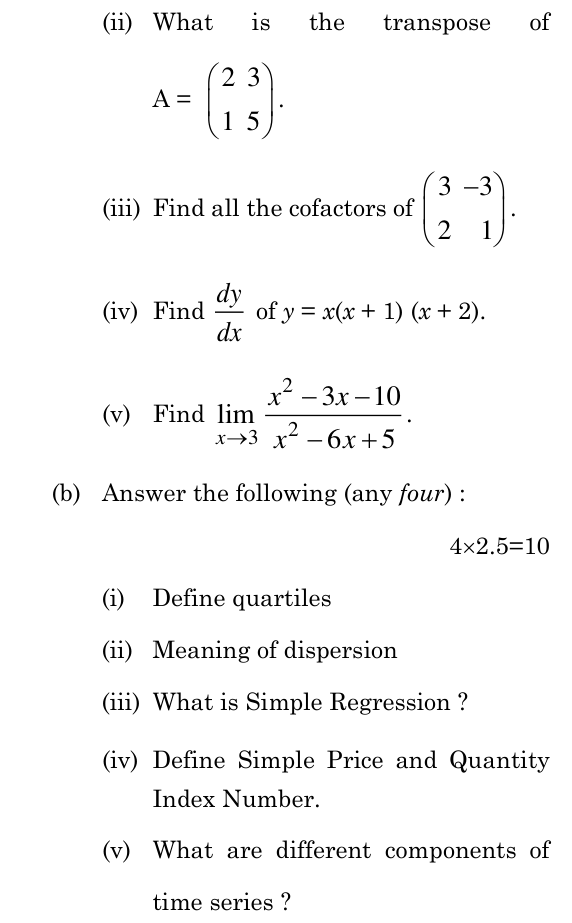 (ii) What is the transpose of
A = (2 3
1 5).
(iii) Find all the cofactors of (3 –3
2 1).
(iv) Find dy/dx of y = x(x + 1) (x + 2).
(v) Find lim x→3 x² – 3x – 10 / x² – 6x + 5.
(b) Answer the following (any four) :
4×2.5=10
(i) Define quartiles
(ii) Meaning of dispersion
(iii) What is Simple Regression ?
(iv) Define Simple Price and Quantity
Index Number.
(v) What are different components of
time series ?